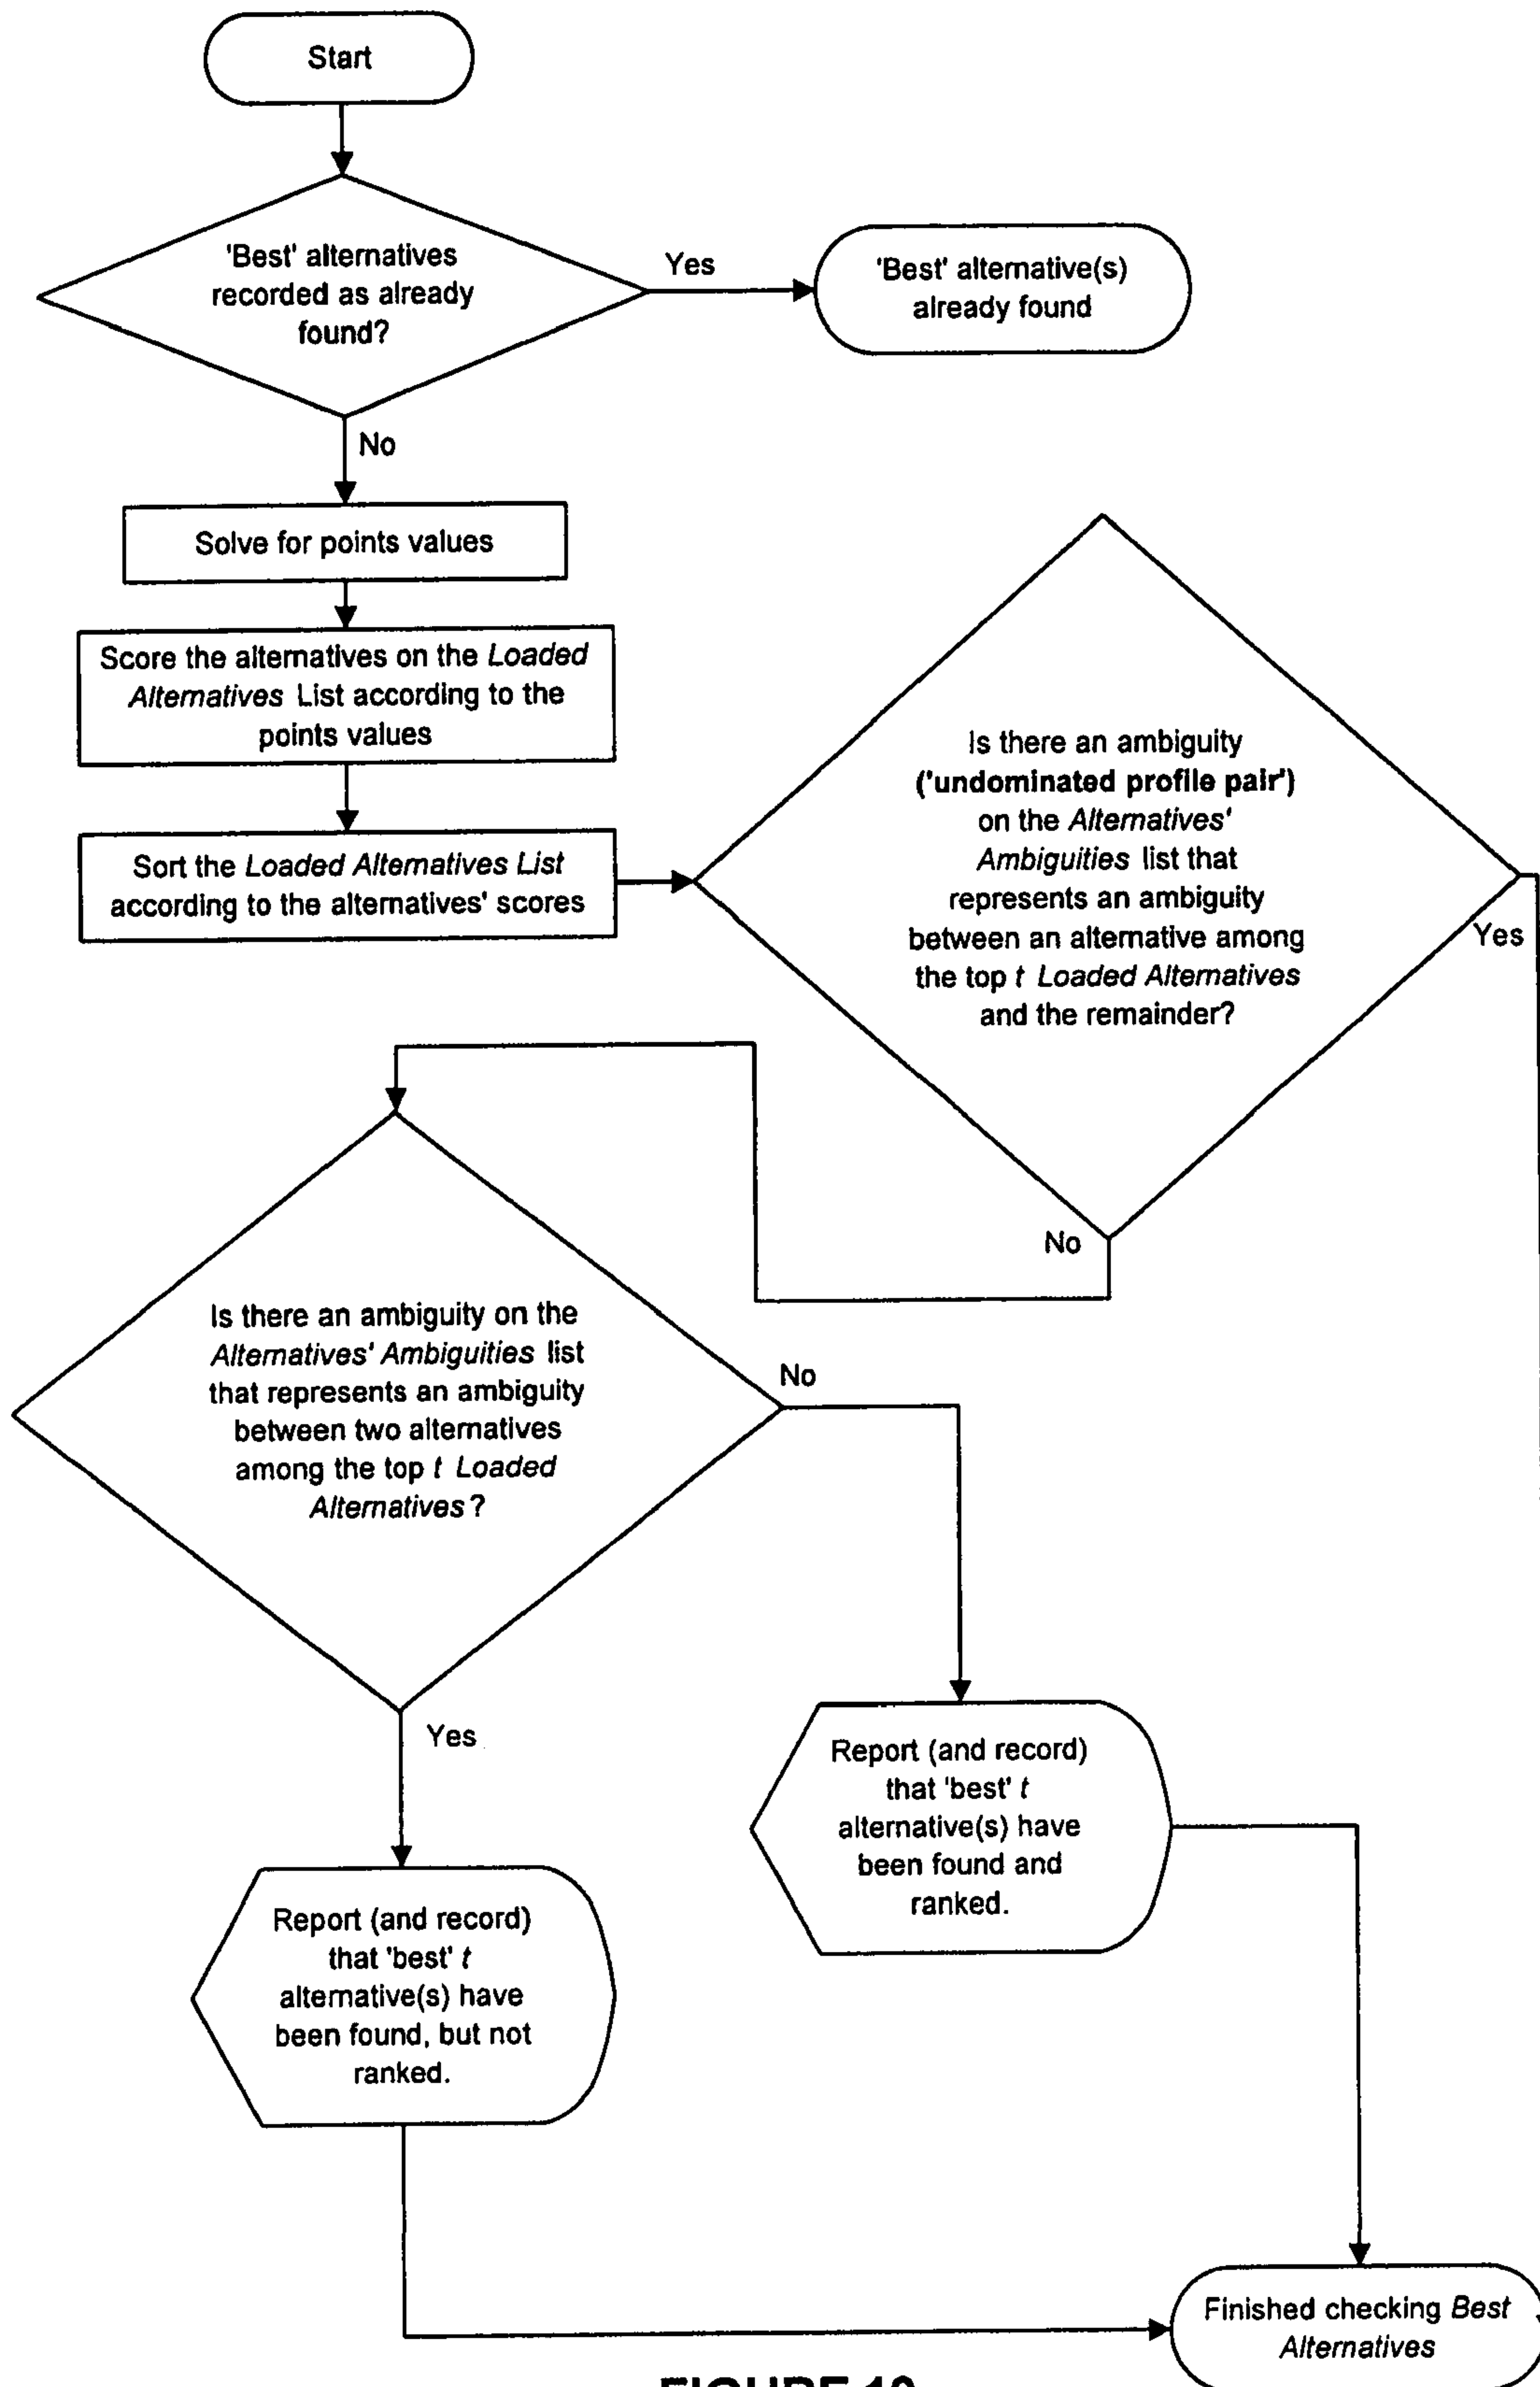 Start
'Best' alternatives
recorded as already
found?
Yes
'Best' alternative(s)
already found
No
Solve for points values
Score the alternatives on the Loaded
Alternatives List according to the
points values
Sort the Loaded Alternatives List
according to the alternatives' scores
Is there an ambiguity
('undominated profile pair')
on the Alternatives'
Ambiguities list that
represents an ambiguity
between an alternative among
the top t Loaded Alternatives
and the remainder?
Yes
No
Is there an ambiguity on the
Alternatives' Ambiguities list
that represents an ambiguity
between two alternatives
among the top t Loaded
Alternatives?
No
Yes
Report (and record)
that 'best' t
alternative(s) have
been found and
ranked.
Report (and record)
that 'best' t
alternative(s) have
been found, but not
ranked.
Finished checking Best
Alternatives
FIGURE